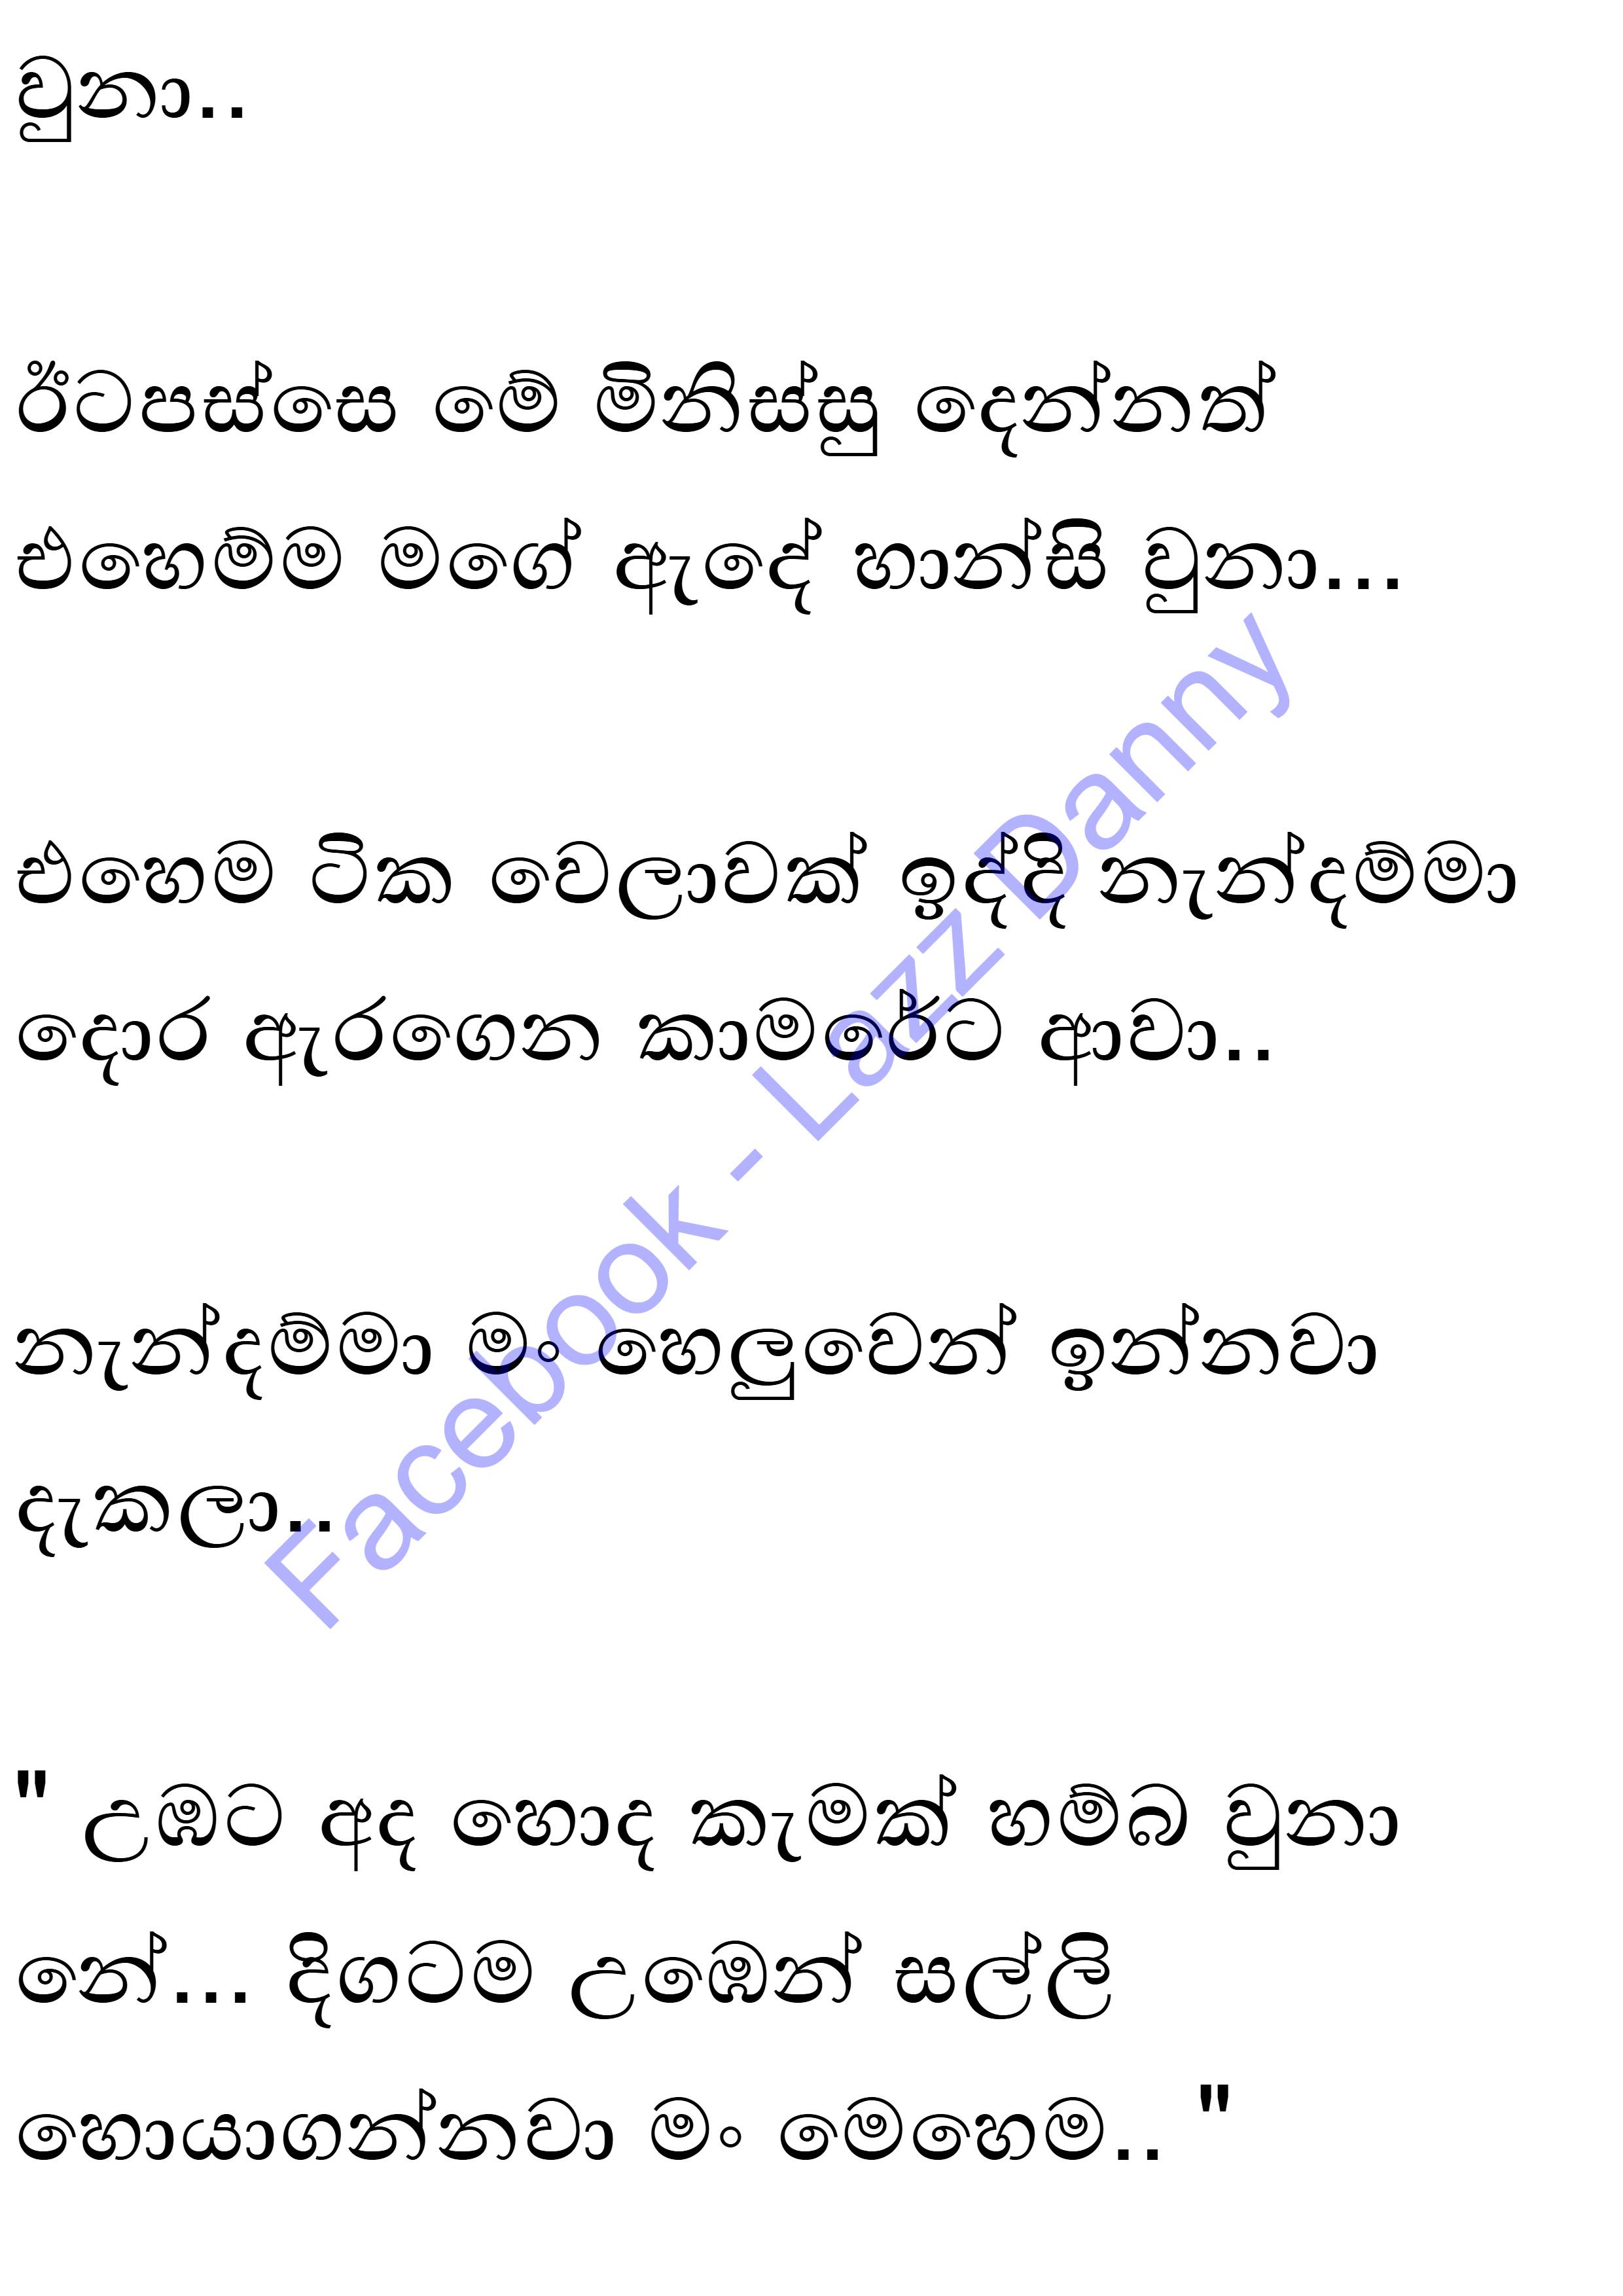 වුනා..
ඊටපස්සෙ මේ මිනිස්සු දෙන්නත්
එහෙම්ම මගේ ඇදේ හාන්සි වුනා...
එහෙම ටික වෙලාවක් ඉද්දි නැන්දම්මා
දොර ඇරගෙන කාමරේට ආවා..
නැන්දම්මා මං හෙලුවෙන් ඉන්නවා
දැකලා..
" උඹට අද හොද කැමක් හම්බ වුනා
නේ... දිගටම උඹෙන් සල්ලි
හොයාගන්නවා මං මෙහෙම.. "
Facebook - Lazz Danny